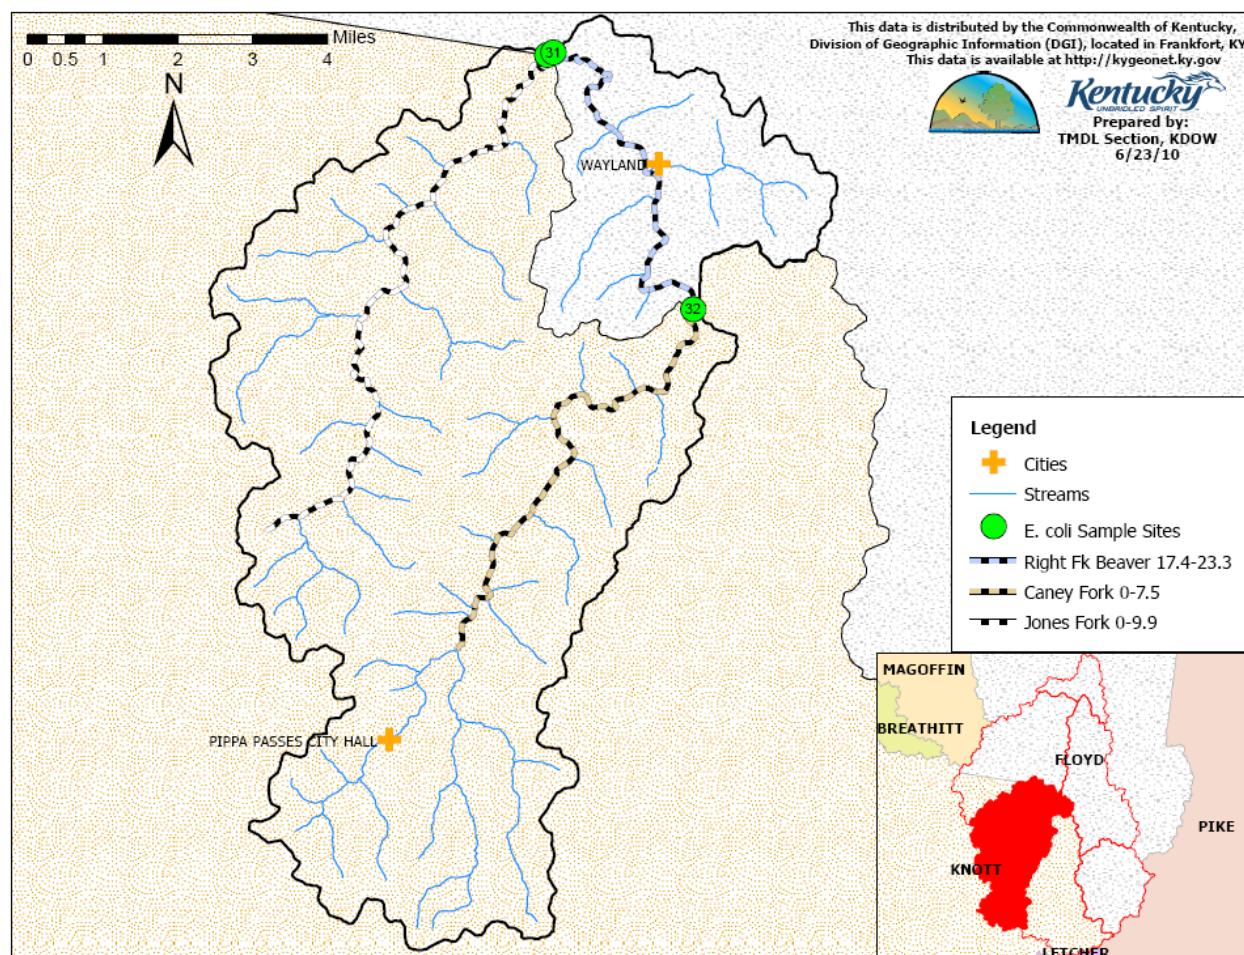 Miles
0 0.5 1 2 3 4
N
This data is distributed by the Commonwealth of Kentucky,
Division of Geographic Information (DGI), located in Frankfort, KY
This data is available at http://kygeonet.ky.gov
Kentucky
UNBRIDLED SPIRIT
Prepared by:
TMDL Section, KDOW
6/23/10
31
WAYLAND
32
PIPPA PASSES CITY HALL
Legend
Cities
Streams
E. coli Sample Sites
Right Fk Beaver 17.4-23.3
Caney Fork 0-7.5
Jones Fork 0-9.9
MAGOFFIN
BREATHITT
FLOYD
PIKE
KNOTT
LETCHER